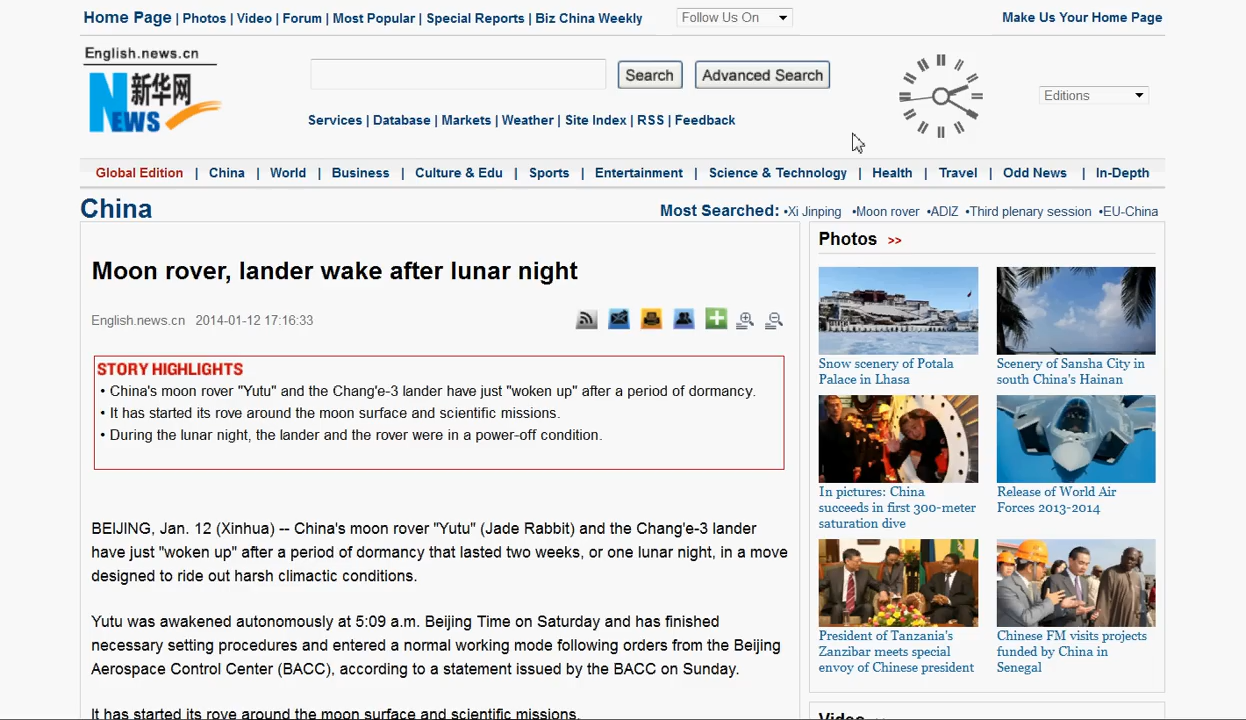 Home Page | Photos | Video | Forum | Most Popular | Special Reports | Biz China Weekly
Follow Us On
Make Us Your Home Page
English.news.cn
新华网
NEWS
Search
Advanced Search
Editions
Services | Database | Markets | Weather | Site Index | RSS | Feedback
Global Edition | China | World | Business | Culture & Edu | Sports | Entertainment | Science & Technology | Health | Travel | Odd News | In-Depth
China
Most Searched: •Xi Jinping •Moon rover •ADIZ •Third plenary session •EU-China
Moon rover, lander wake after lunar night
English.news.cn 2014-01-12 17:16:33
STORY HIGHLIGHTS
• China's moon rover "Yutu" and the Chang'e-3 lander have just "woken up" after a period of dormancy.
• It has started its rove around the moon surface and scientific missions.
• During the lunar night, the lander and the rover were in a power-off condition.
BEIJING, Jan. 12 (Xinhua) -- China's moon rover "Yutu" (Jade Rabbit) and the Chang'e-3 lander
have just "woken up" after a period of dormancy that lasted two weeks, or one lunar night, in a move
designed to ride out harsh climactic conditions.
Yutu was awakened autonomously at 5:09 a.m. Beijing Time on Saturday and has finished
necessary setting procedures and entered a normal working mode following orders from the Beijing
Aerospace Control Center (BACC), according to a statement issued by the BACC on Sunday.
It has started its rove around the moon surface and scientific missions.
Photos >>
Snow scenery of Potala
Palace in Lhasa
Scenery of Sansha City in
south China's Hainan
In pictures: China
succeeds in first 300-meter
saturation dive
Release of World Air
Forces 2013-2014
President of Tanzania's
Zanzibar meets special
envoy of Chinese president
Chinese FM visits projects
funded by China in
Senegal
Video >>